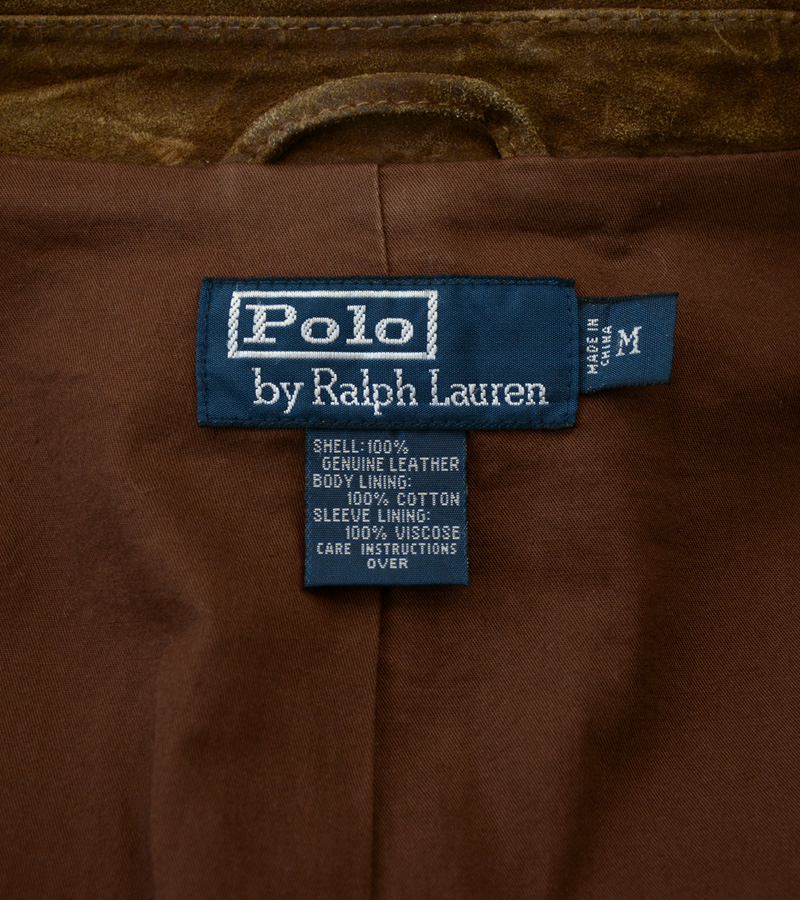 Polo
by Ralph Lauren
MADE IN
CHINA
M
SHELL: 100%
GENUINE LEATHER
BODY LINING:
100% COTTON
SLEEVE LINING:
100% VISCOSE
CARE INSTRUCTIONS
OVER